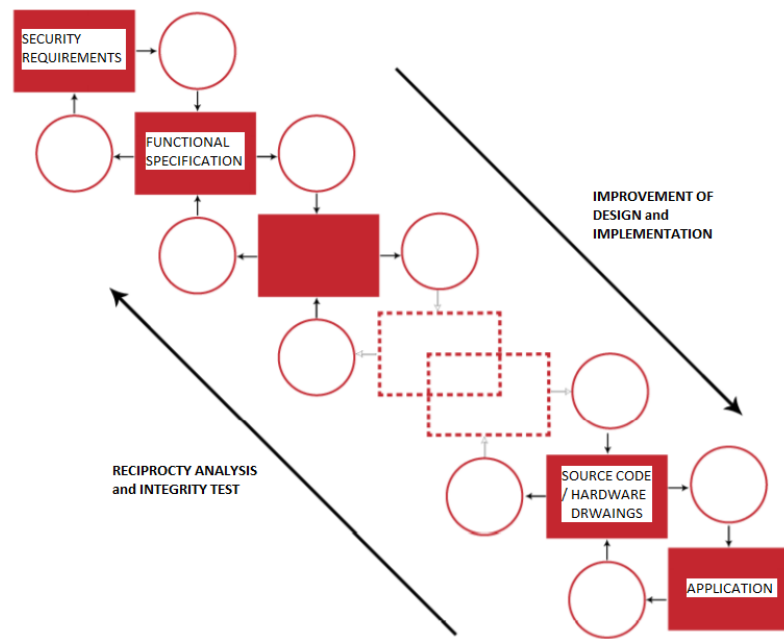 SECURITY
REQUIREMENTS
FUNCTIONAL
SPECIFICATION
IMPROVEMENT OF
DESIGN and
IMPLEMENTATION
RECIPROCTY ANALYSIS
and INTEGRITY TEST
SOURCE CODE
/ HARDWARE
DRWAINGS
APPLICATION